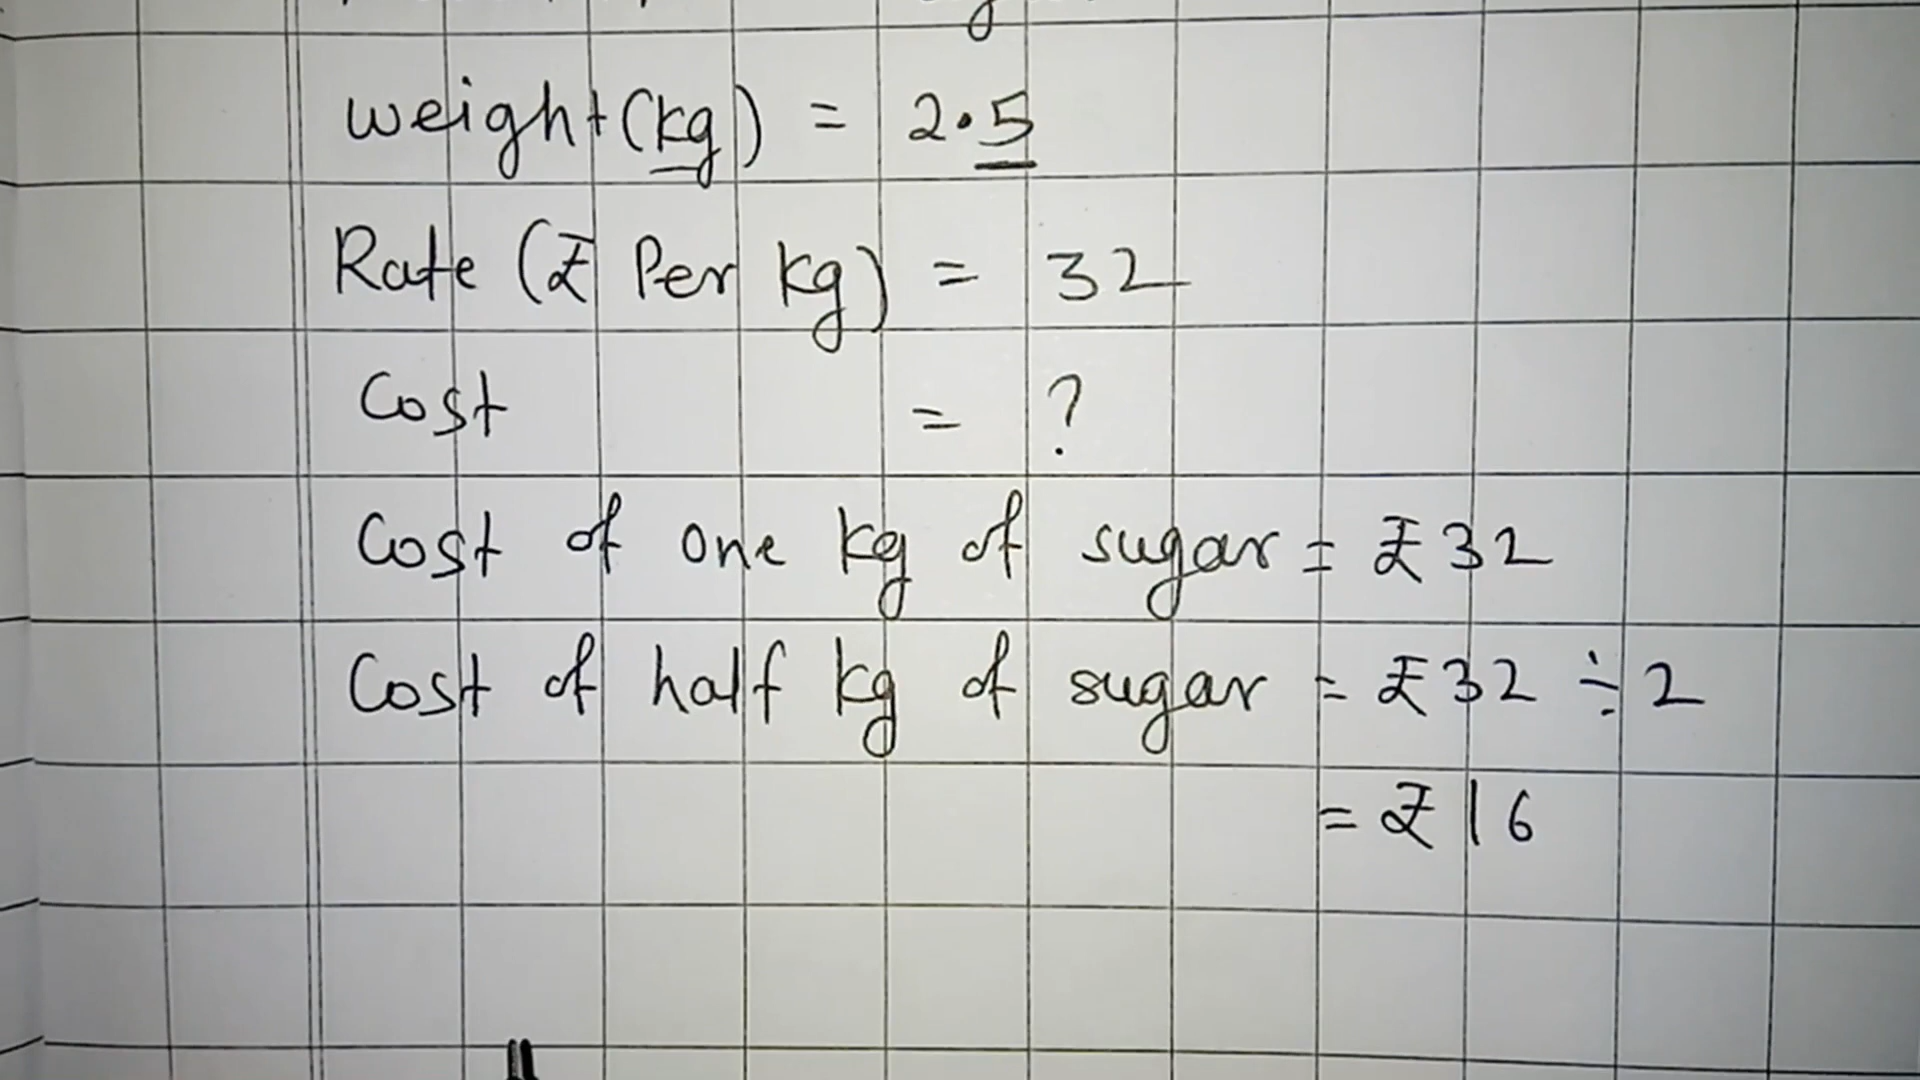 weight (kg) = 2.5
Rate (₹ Per kg) = 32
Cost = ?
Cost of one kg of sugar = ₹32
Cost of half kg of sugar = ₹32 ÷ 2
= ₹16